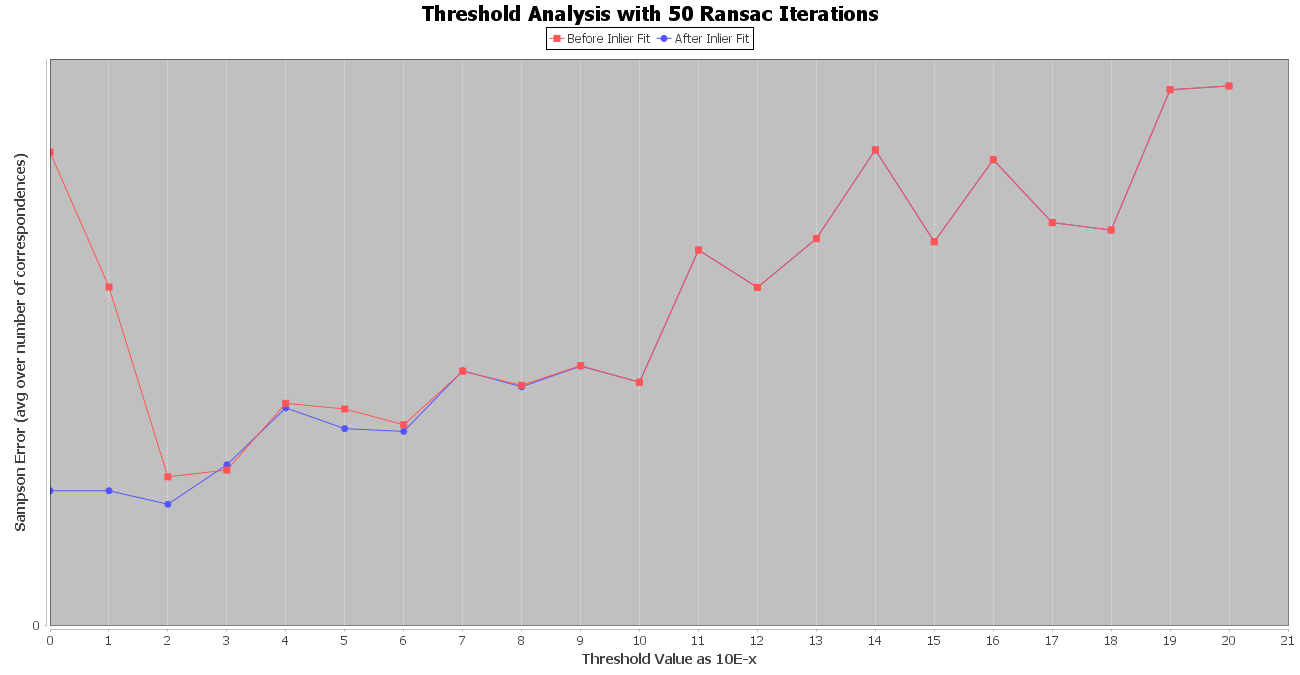 Threshold Analysis with 50 Ransac Iterations
Before Inlier Fit After Inlier Fit
Sampson Error (avg over number of correspondences)
0
0 1 2 3 4 5 6 7 8 9 10 11 12 13 14 15 16 17 18 19 20 21
Threshold Value as 10E-x